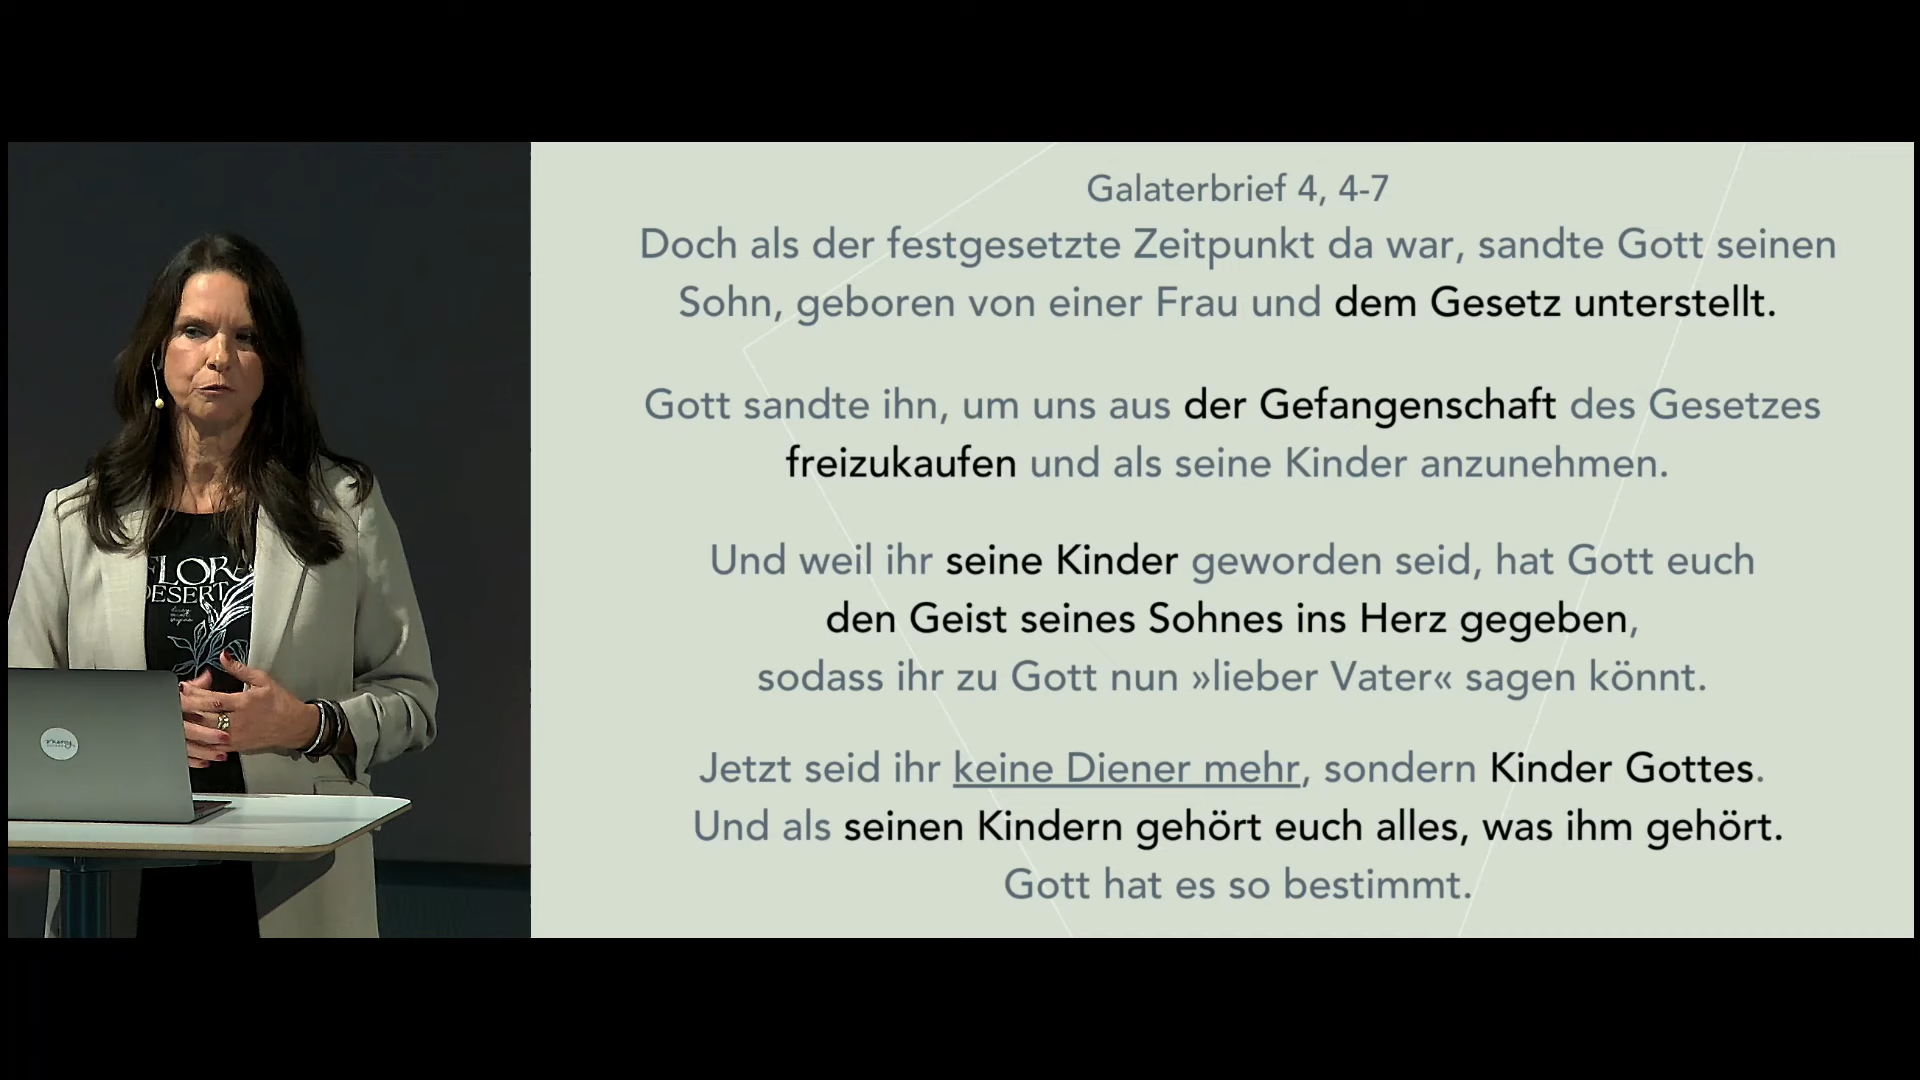 Galaterbrief 4, 4-7
Doch als der festgesetzte Zeitpunkt da war, sandte Gott seinen
Sohn, geboren von einer Frau und dem Gesetz unterstellt.
Gott sandte ihn, um uns aus der Gefangenschaft des Gesetzes
freizukaufen und als seine Kinder anzunehmen.
Und weil ihr seine Kinder geworden seid, hat Gott euch
den Geist seines Sohnes ins Herz gegeben,
sodass ihr zu Gott nun »lieber Vater« sagen könnt.
Jetzt seid ihr keine Diener mehr, sondern Kinder Gottes.
Und als seinen Kindern gehört euch alles, was ihm gehört.
Gott hat es so bestimmt.